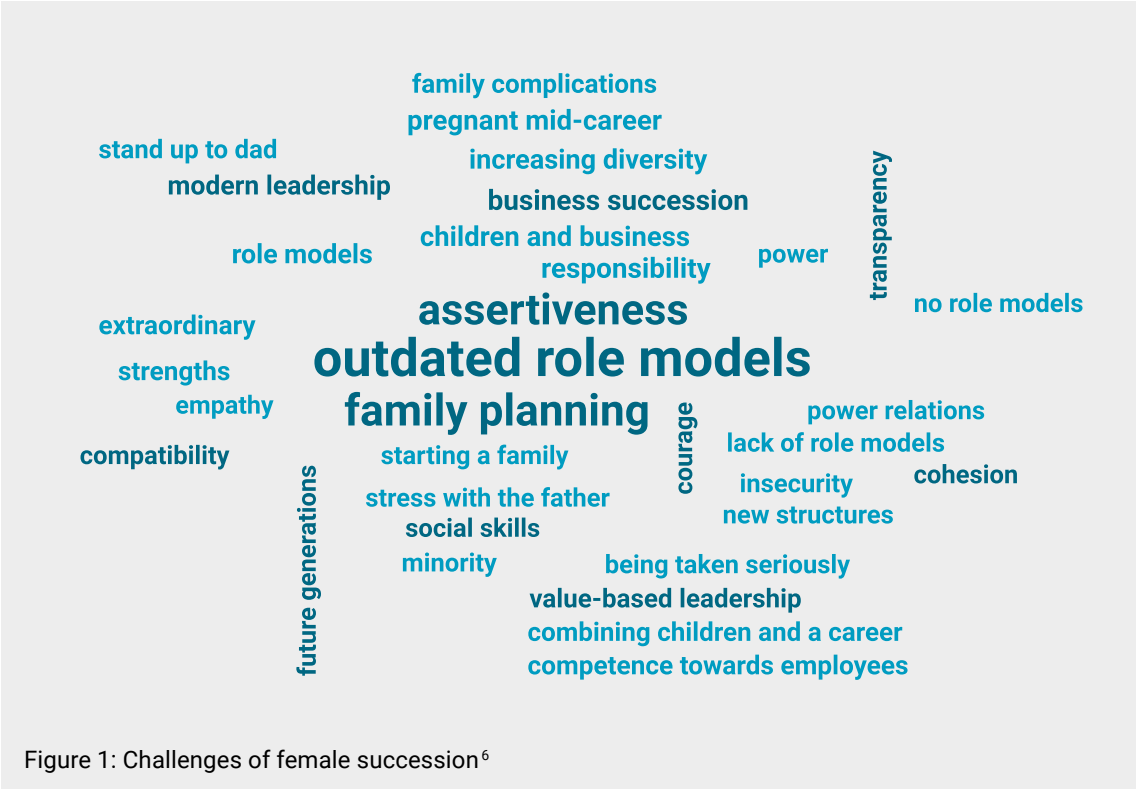 family complications
pregnant mid-career
stand up to dad
increasing diversity
modern leadership
business succession
transparency
children and business
role models
power
responsibility
no role models
assertiveness
extraordinary
outdated role models
strengths
empathy
family planning
power relations
courage
lack of role models
compatibility
starting a family
cohesion
insecurity
stress with the father
new structures
social skills
future generations
minority
being taken seriously
value-based leadership
combining children and a career
competence towards employees
Figure 1: Challenges of female succession⁶